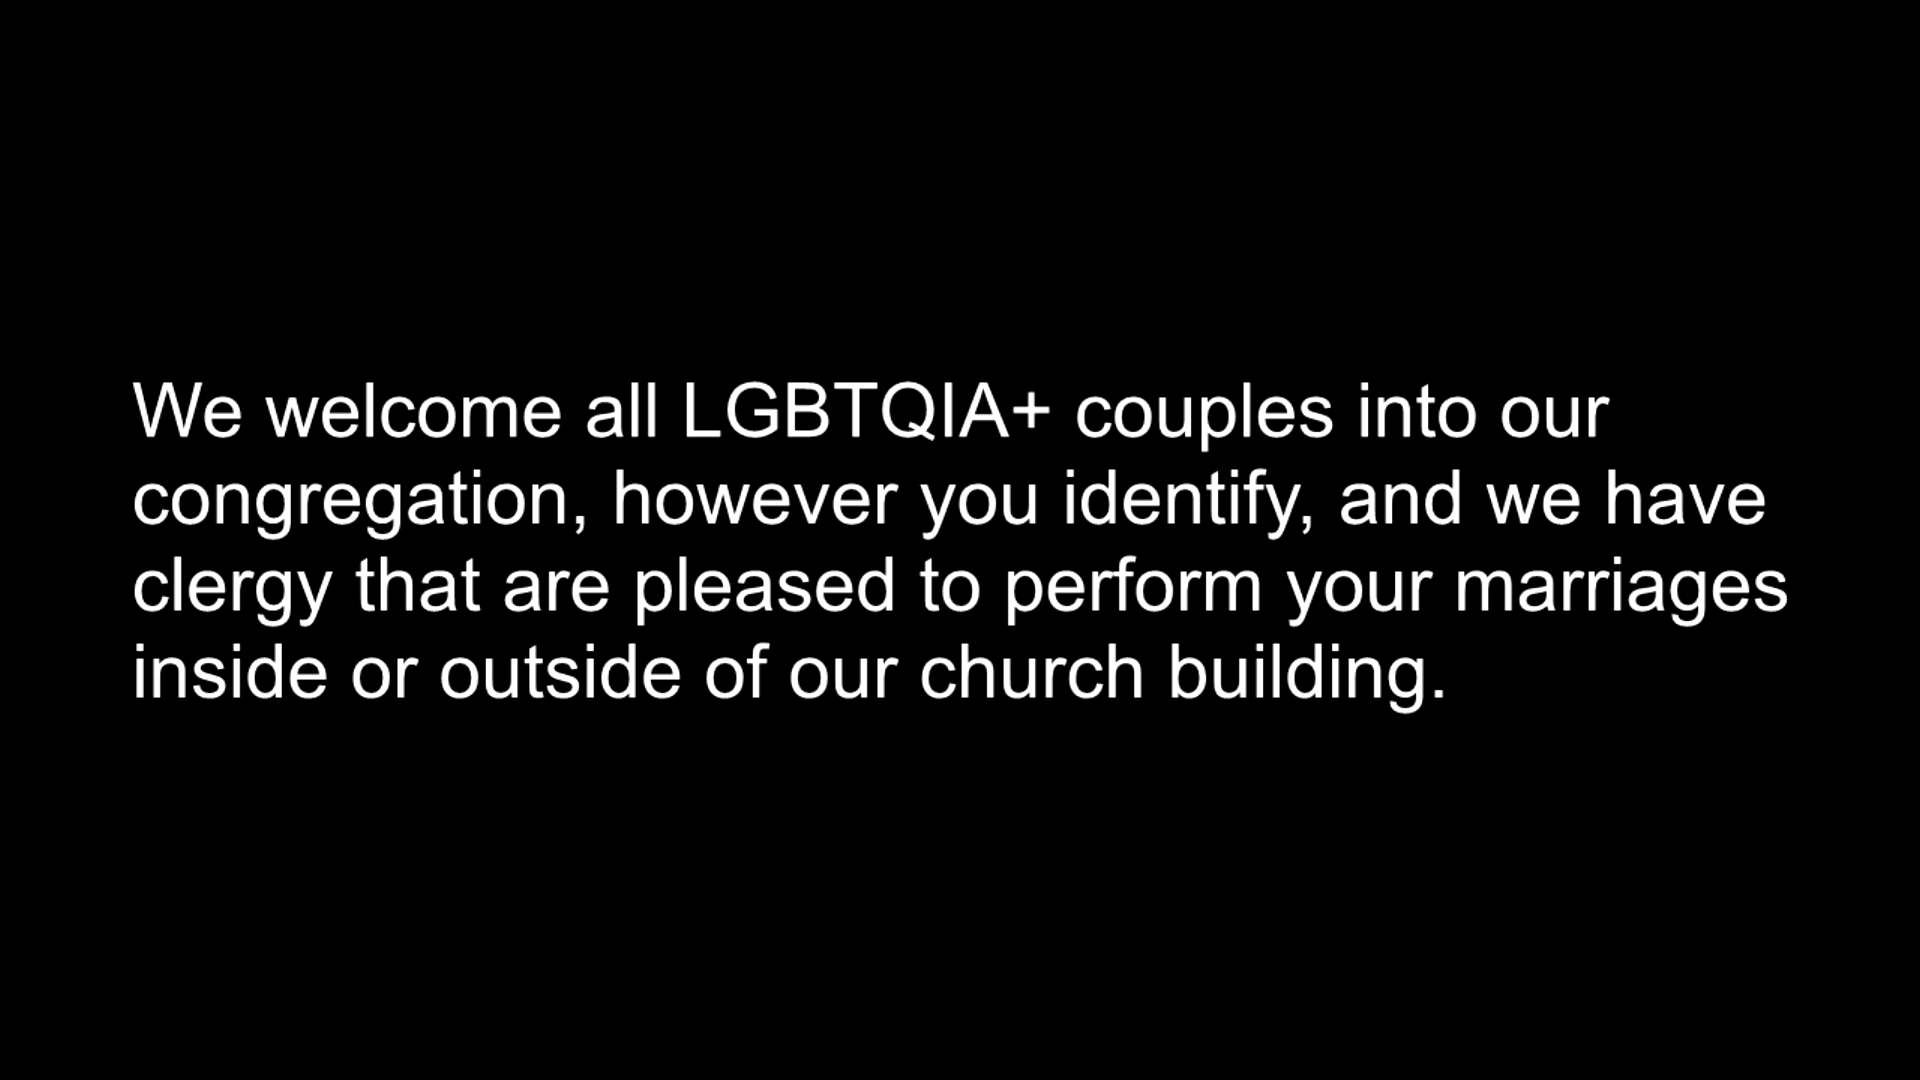 We welcome all LGBTQIA+ couples into our
congregation, however you identify, and we have
clergy that are pleased to perform your marriages
inside or outside of our church building.